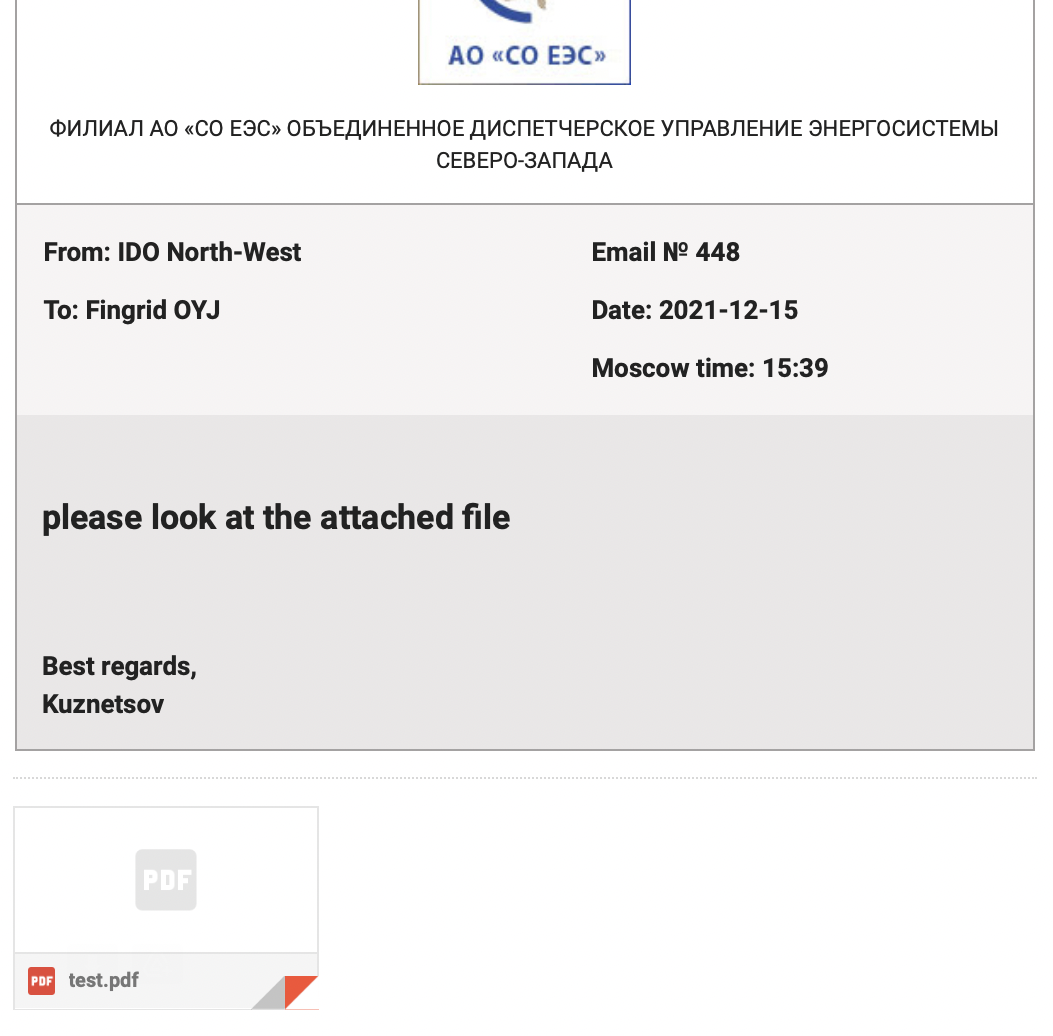 АО «СО ЕЭС»
ФИЛИАЛ АО «СО ЕЭС» ОБЪЕДИНЕННОЕ ДИСПЕТЧЕРСКОЕ УПРАВЛЕНИЕ ЭНЕРГОСИСТЕМЫ
СЕВЕРО-ЗАПАДА
From: IDO North-West
To: Fingrid OYJ
Email № 448
Date: 2021-12-15
Moscow time: 15:39
please look at the attached file
Best regards,
Kuznetsov
PDF
PDF test.pdf